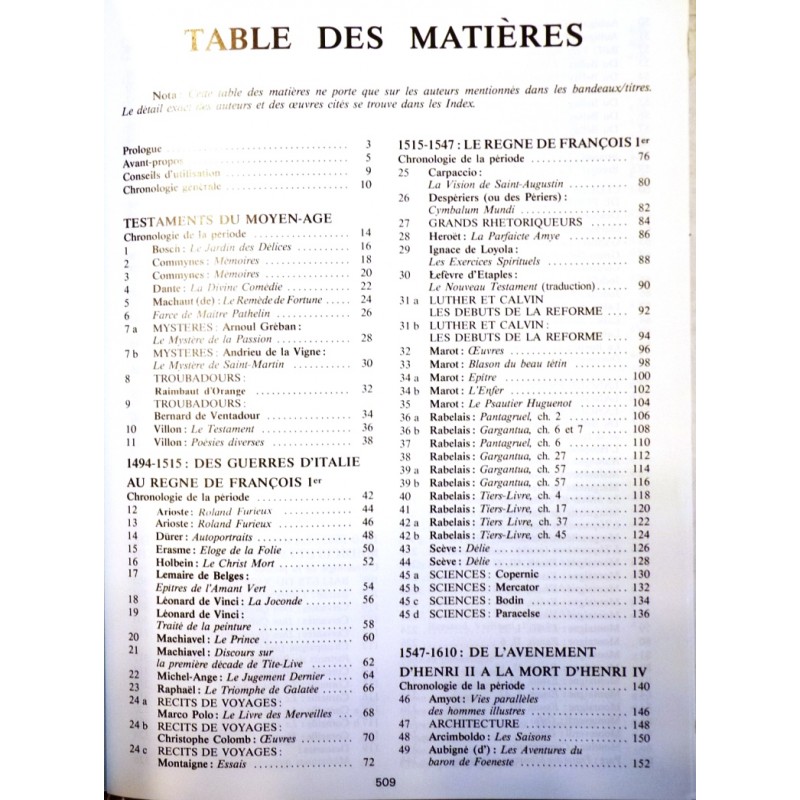 TABLE DES MATIÈRES
Nota : Cette table des matières ne porte que sur les auteurs mentionnés dans les bandeaux/titres.
Le détail exact des auteurs et des œuvres cités se trouve dans les Index.
Prologue ........ 3
Avant-propos ........ 5
Conseils d'utilisation ........ 9
Chronologie générale ........ 10
TESTAMENTS DU MOYEN-AGE
Chronologie de la période ........ 14
1 Bosch : Le Jardin des Délices ........ 16
2 Commynes : Mémoires ........ 18
3 Commynes : Mémoires ........ 20
4 Dante : La Divine Comédie ........ 22
5 Machaut (de) : Le Remède de Fortune ........ 24
6 Farce de Maître Pathelin ........ 26
7 a MYSTERES : Arnoul Gréban :
Le Mystère de la Passion ........ 28
7 b MYSTERES : Andrieu de la Vigne :
Le Mystère de Saint-Martin ........ 30
8 TROUBADOURS :
Raimbaut d'Orange ........ 32
9 TROUBADOURS :
Bernard de Ventadour ........ 34
10 Villon : Le Testament ........ 36
11 Villon : Poésies diverses ........ 38
1494-1515 : DES GUERRES D'ITALIE
AU REGNE DE FRANÇOIS Ier
Chronologie de la période ........ 42
12 Arioste : Roland Furieux ........ 44
13 Arioste : Roland Furieux ........ 46
14 Dürer : Autoportraits ........ 48
15 Erasme : Eloge de la Folie ........ 50
16 Holbein : Le Christ Mort ........ 52
17 Lemaire de Belges :
Epitres de l'Amant Vert ........ 54
18 Léonard de Vinci : La Joconde ........ 56
19 Léonard de Vinci :
Traité de la peinture ........ 58
20 Machiavel : Le Prince ........ 60
21 Machiavel : Discours sur
la première décade de Tite-Live ........ 62
22 Michel-Ange : Le Jugement Dernier ........ 64
23 Raphaël : Le Triomphe de Galatée ........ 66
24 a RECITS DE VOYAGES :
Marco Polo : Le Livre des Merveilles ........ 68
24 b RECITS DE VOYAGES :
Christophe Colomb : Œuvres ........ 70
24 c RECITS DE VOYAGES :
Montaigne : Essais ........ 72
1515-1547 : LE REGNE DE FRANÇOIS Ier
Chronologie de la période ........ 76
25 Carpaccio :
La Vision de Saint-Augustin ........ 80
26 Despériers (ou des Périers) :
Cymbalum Mundi ........ 82
27 GRANDS RHETORIQUEURS ........ 84
28 Heroët : La Parfaicte Amye ........ 86
29 Ignace de Loyola :
Les Exercices Spirituels ........ 88
30 Lefèvre d'Etaples :
Le Nouveau Testament (traduction) ........ 90
31 a LUTHER ET CALVIN
LES DEBUTS DE LA REFORME ........ 92
31 b LUTHER ET CALVIN :
LES DEBUTS DE LA REFORME ........ 94
32 Marot : Œuvres ........ 96
33 Marot : Blason du beau tétin ........ 98
34 a Marot : Epitre ........ 100
34 b Marot : L'Enfer ........ 102
35 Marot : Le Psautier Huguenot ........ 104
36 a Rabelais : Pantagruel, ch. 2 ........ 106
36 b Rabelais : Gargantua, ch. 6 et 7 ........ 108
37 Rabelais : Pantagruel, ch. 6 ........ 110
38 Rabelais : Gargantua, ch. 27 ........ 112
39 a Rabelais : Gargantua, ch. 57 ........ 114
39 b Rabelais : Gargantua, ch. 57 ........ 116
40 Rabelais : Tiers-Livre, ch. 4 ........ 118
41 Rabelais : Tiers-Livre, ch. 17 ........ 120
42 a Rabelais : Tiers Livre, ch. 37 ........ 122
42 b Rabelais : Tiers-Livre, ch. 45 ........ 124
43 Scève : Délie ........ 126
44 Scève : Délie ........ 128
45 a SCIENCES : Copernic ........ 130
45 b SCIENCES : Mercator ........ 132
45 c SCIENCES : Bodin ........ 134
45 d SCIENCES : Paracelse ........ 136
1547-1610 : DE L'AVENEMENT
D'HENRI II A LA MORT D'HENRI IV
Chronologie de la période ........ 140
46 Amyot : Vies parallèles
des hommes illustres ........ 146
47 ARCHITECTURE ........ 148
48 Arcimboldo : Les Saisons ........ 150
49 Aubigné (d') : Les Aventures du
baron de Foeneste ........ 152
509